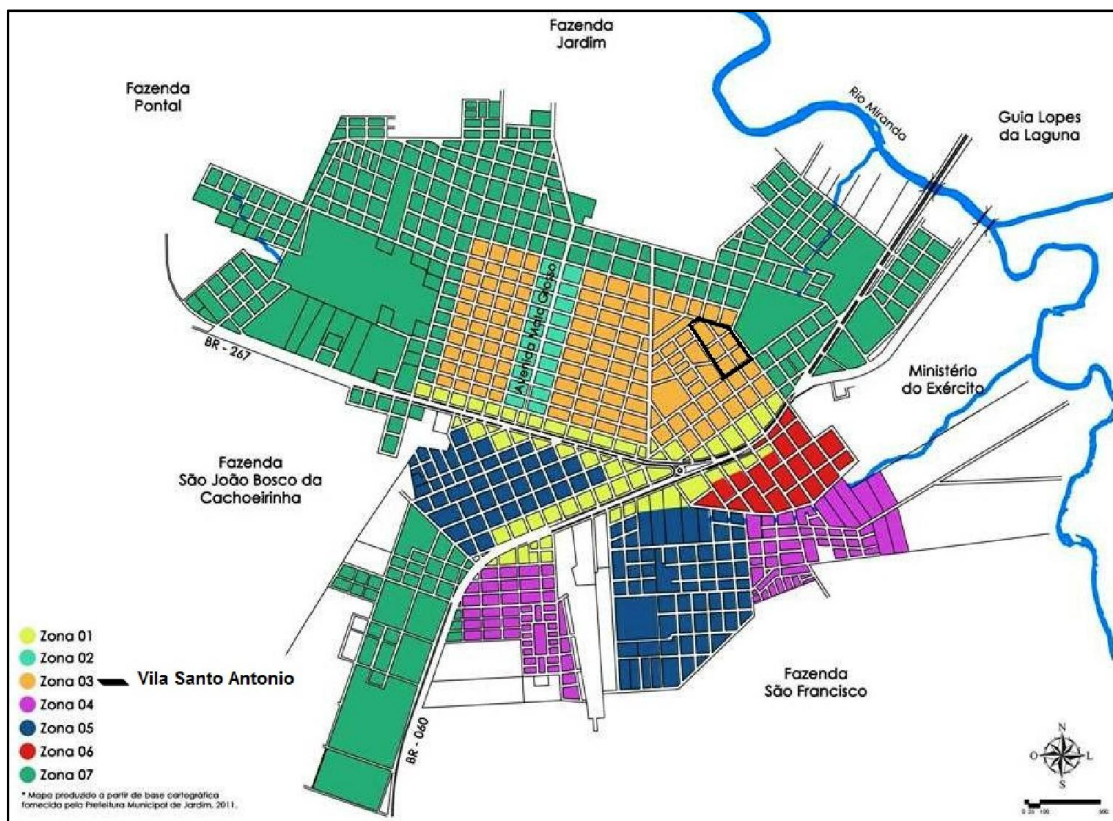 Fazenda
Jardim
Fazenda
Pontal
Rio Miranda
Guia Lopes
da Laguna
Avenida Mato Grosso
BR - 267
Ministério
do Exército
Fazenda
São João Bosco da
Cachoeirinha
Zona 01
Zona 02
Zona 03 Vila Santo Antonio
Zona 04
Zona 05
Zona 06
Zona 07
Fazenda
São Francisco
BR - 060
N
O L
S
* Mapa produzido a partir de base cartográfica
fornecida pela Prefeitura Municipal de Jardim, 2011.